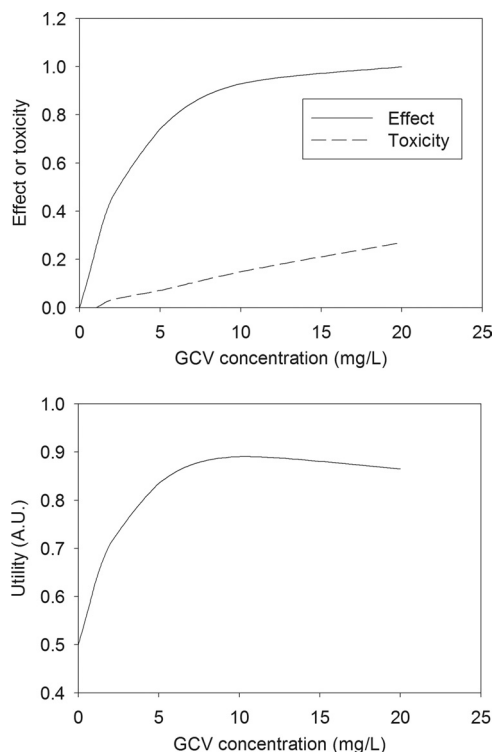 1.2
1.0
0.8
0.6
0.4
0.2
0.0
Effect or toxicity
Effect
Toxicity
0 5 10 15 20 25
GCV concentration (mg/L)
1.0
0.9
0.8
0.7
0.6
0.5
0.4
Utility (A.U.)
0 5 10 15 20 25
GCV concentration (mg/L)